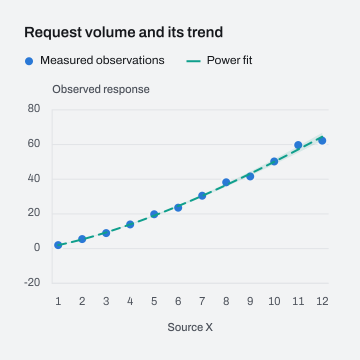 Request volume and its trend
Measured observations Power fit
Observed response
80
60
40
20
0
-20
1 2 3 4 5 6 7 8 9 10 11 12
Source X